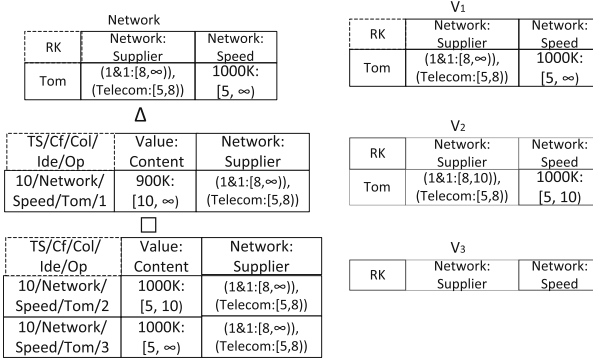 Network
RK
Network:
Supplier
Network:
Speed
Tom
(1&1:[8,∞)),
(Telecom:[5,8))
1000K:
[5, ∞)
Δ
TS/Cf/Col/
Ide/Op
Value:
Content
Network:
Supplier
10/Network/
Speed/Tom/1
900K:
[10, ∞)
(1&1:[8,∞)),
(Telecom:[5,8))
□
TS/Cf/Col/
Ide/Op
Value:
Content
Network:
Supplier
10/Network/
Speed/Tom/2
1000K:
[5, 10)
(1&1:[8,∞)),
(Telecom:[5,8))
10/Network/
Speed/Tom/3
1000K:
[5, ∞)
(1&1:[8,∞)),
(Telecom:[5,8))
V1
RK
Network:
Supplier
Network:
Speed
Tom
(1&1:[8,∞)),
(Telecom:[5,8))
1000K:
[5, ∞)
V2
RK
Network:
Supplier
Network:
Speed
Tom
(1&1:[8,10)),
(Telecom:[5,8))
1000K:
[5, 10)
V3
RK
Network:
Supplier
Network:
Speed